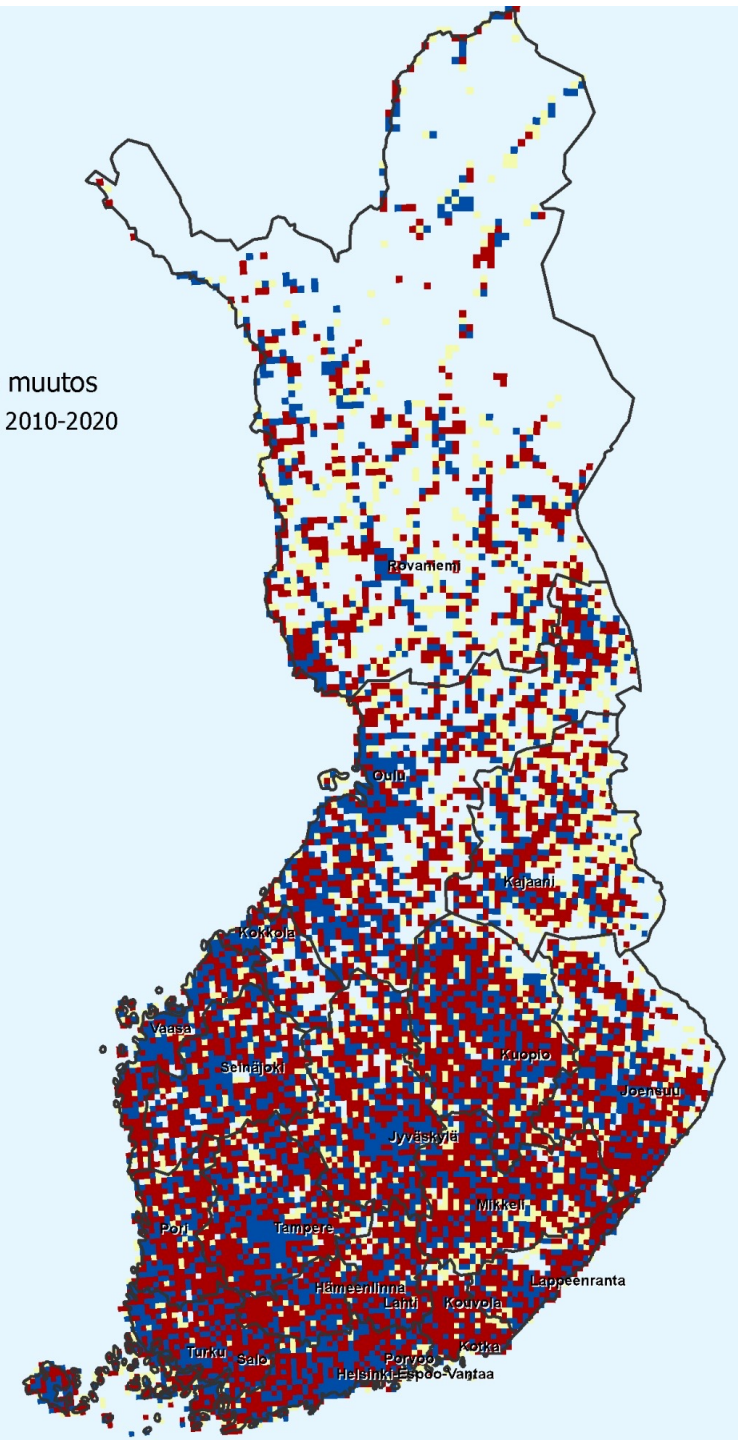 muutos
2010-2020
Rovaniemi
Oulu
Kajaani
Kokkola
Vaasa
Kuopio
Seinäjoki
Joensuu
Jyväskylä
Mikkeli
Pori
Tampere
Lappeenranta
Hämeenlinna
Lahti
Kouvola
Kotka
Turku
Salo
Porvoo
Helsinki-Espoo-Vantaa